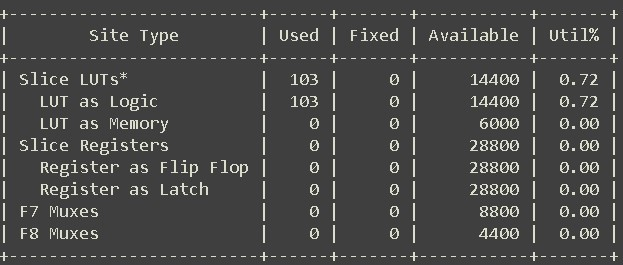 +-------------------------+------+-------+-----------+-------+
|        Site Type        | Used | Fixed | Available | Util% |
+-------------------------+------+-------+-----------+-------+
| Slice LUTs*             |  103 |     0 |     14400 |  0.72 |
|   LUT as Logic          |  103 |     0 |     14400 |  0.72 |
|   LUT as Memory         |    0 |     0 |      6000 |  0.00 |
| Slice Registers         |    0 |     0 |     28800 |  0.00 |
|   Register as Flip Flop |    0 |     0 |     28800 |  0.00 |
|   Register as Latch     |    0 |     0 |     28800 |  0.00 |
| F7 Muxes                |    0 |     0 |      8800 |  0.00 |
| F8 Muxes                |    0 |     0 |      4400 |  0.00 |
+-------------------------+------+-------+-----------+-------+